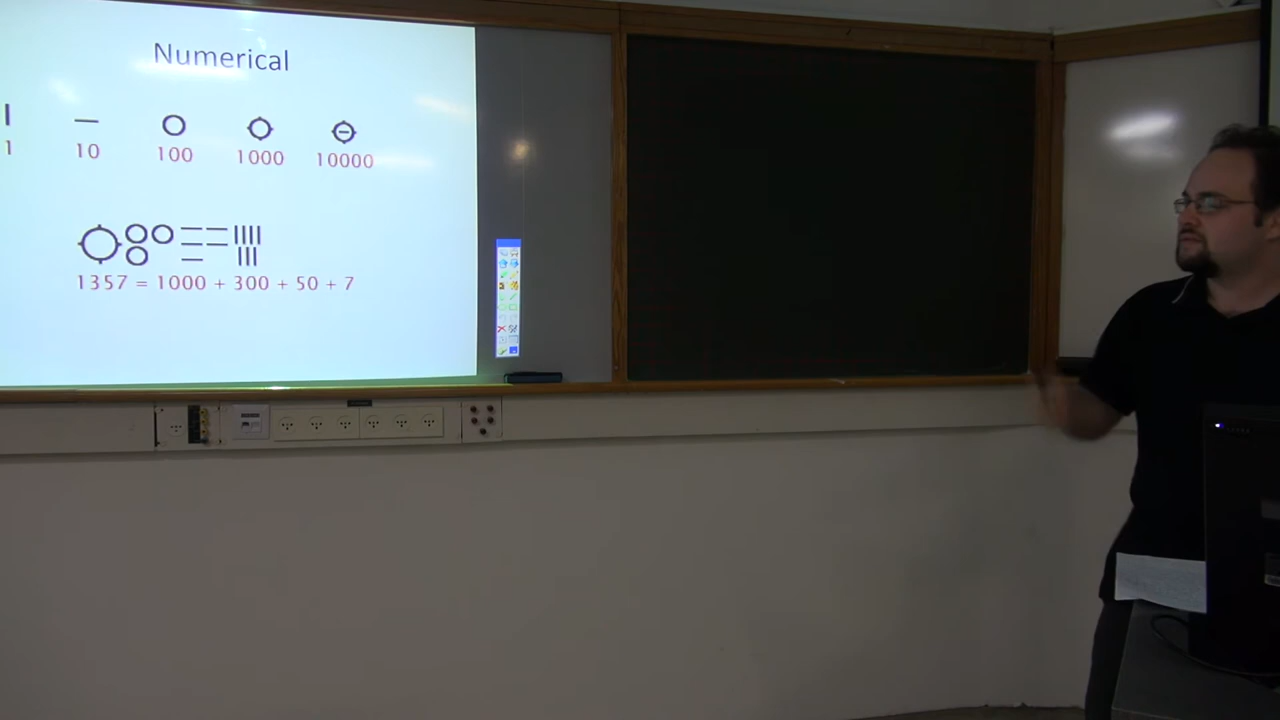 Numerical
1 10 100 1000 10000
1357 = 1000 + 300 + 50 + 7